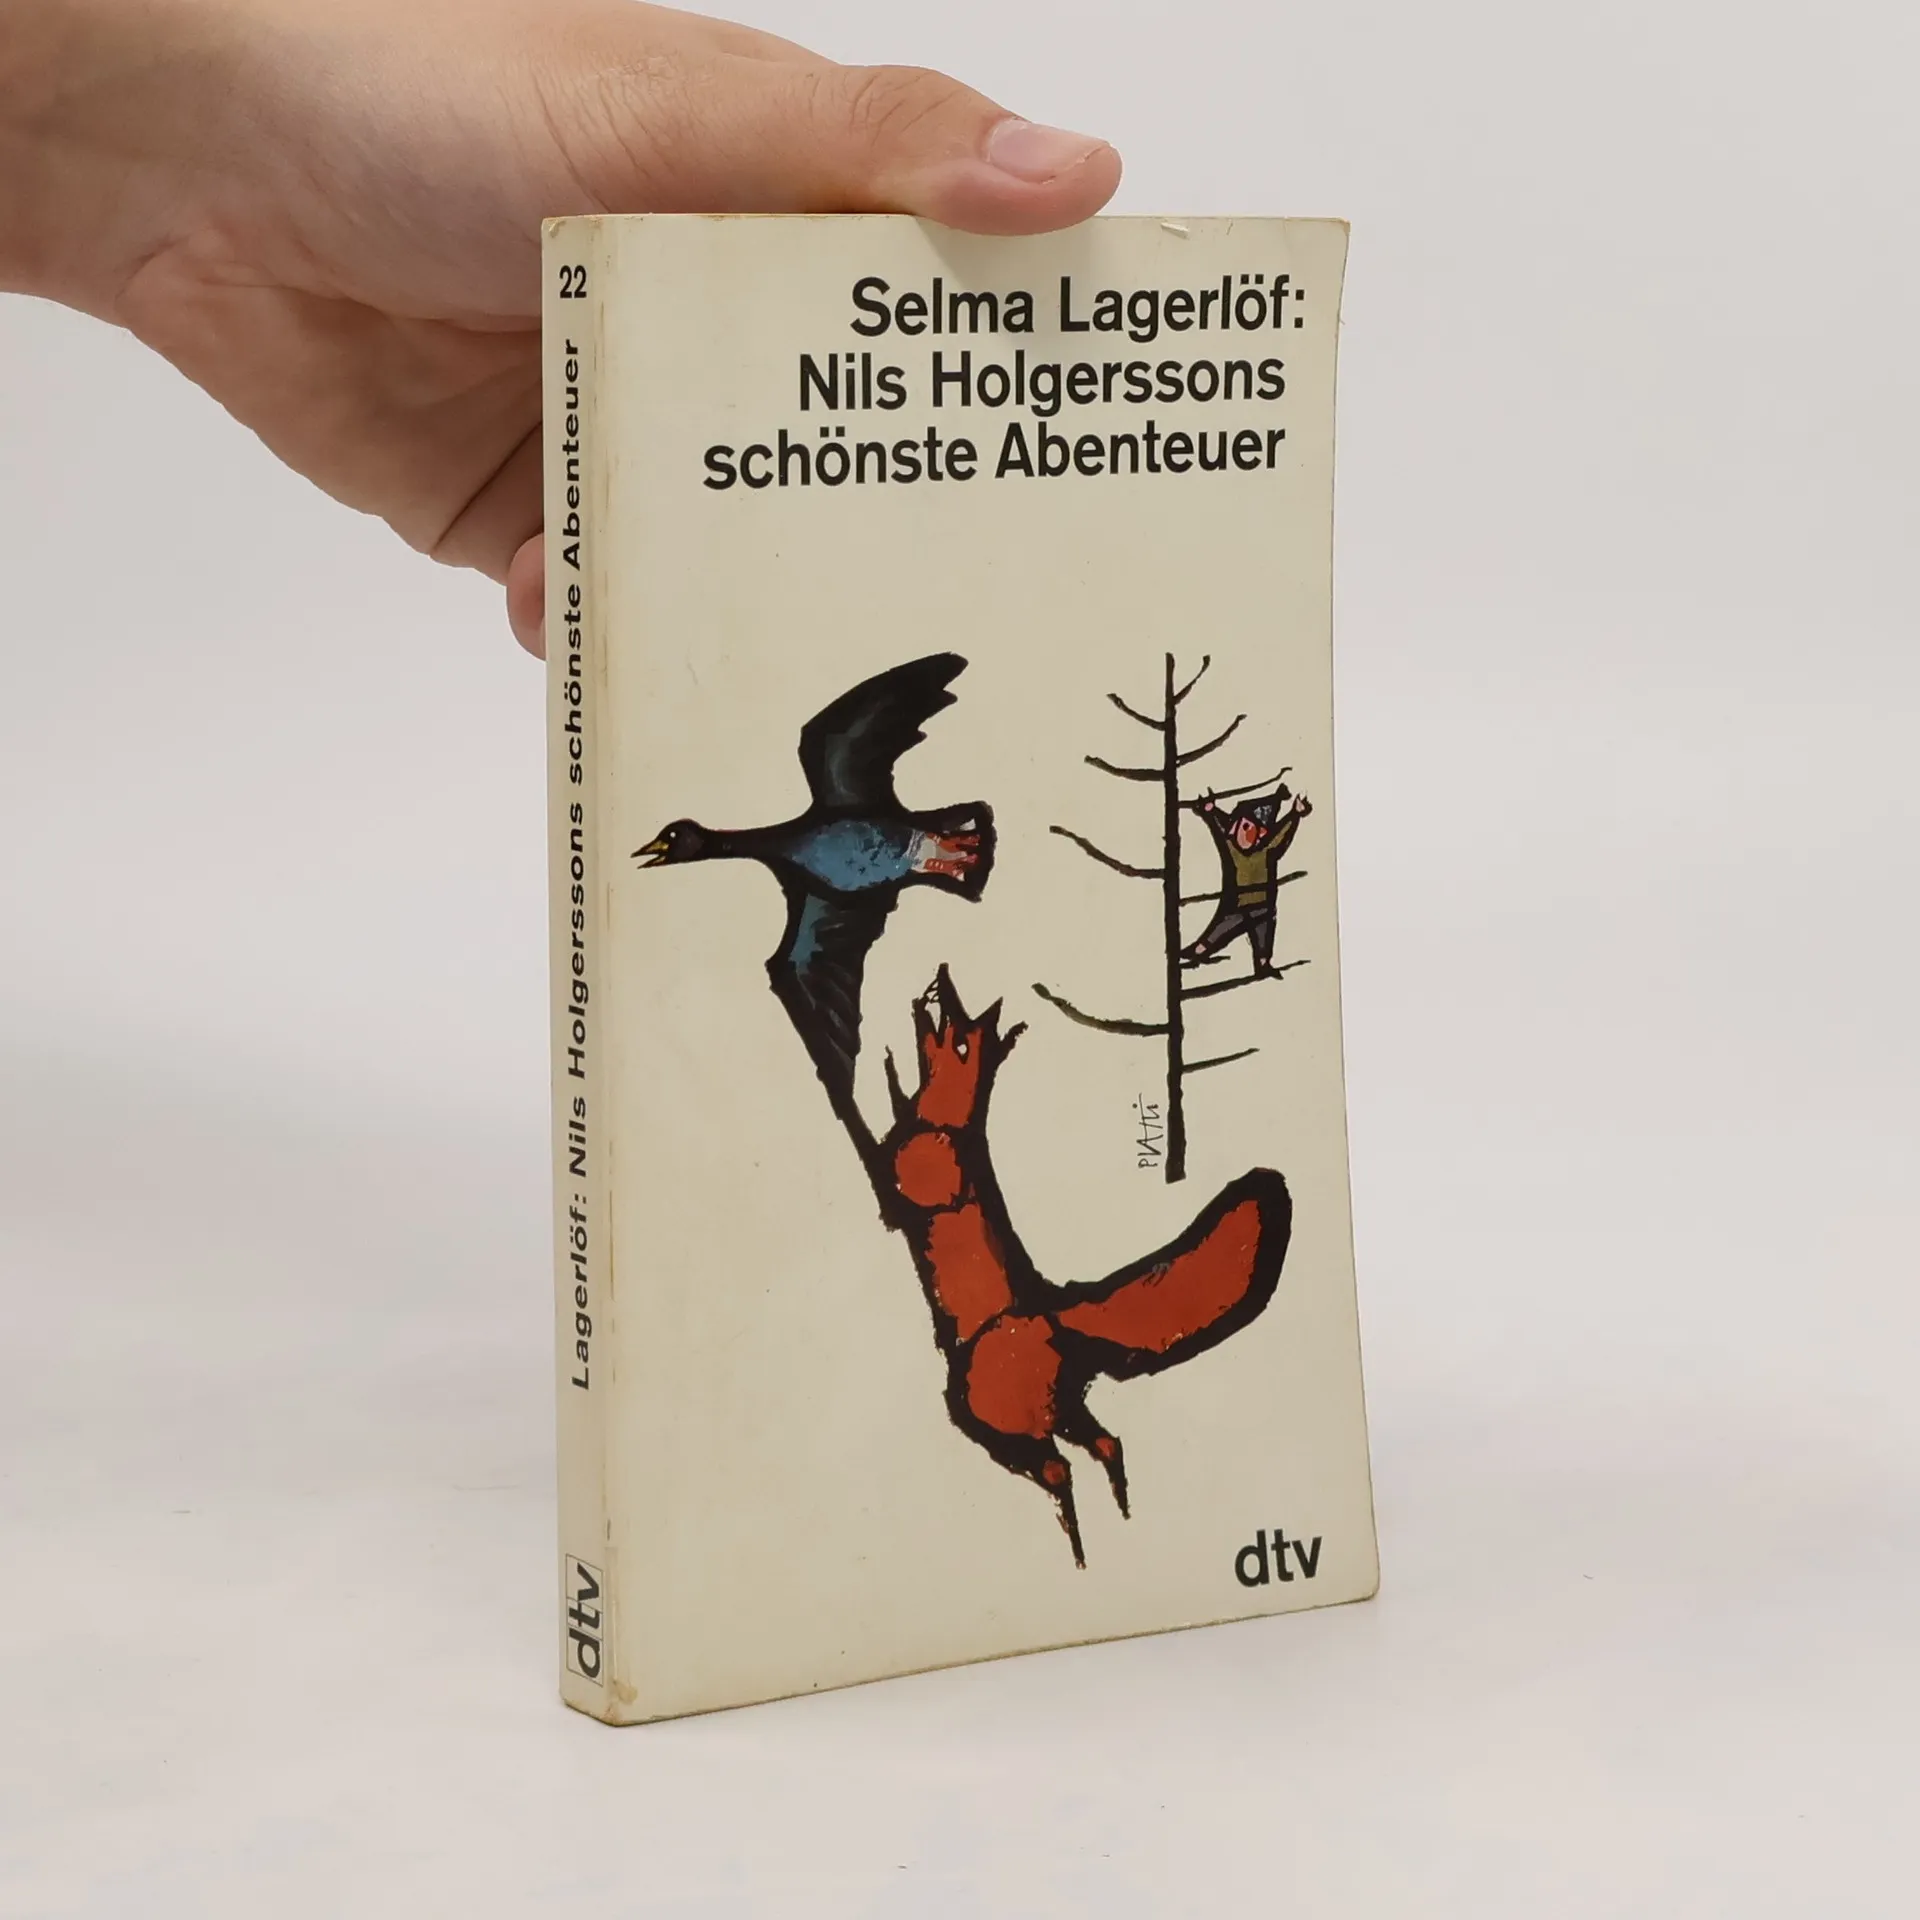 Selma Lagerlöf:
Nils Holgerssons
schönste Abenteuer
dtv
22
Lagerlöf: Nils Holgerssons schönste Abenteuer
dtv